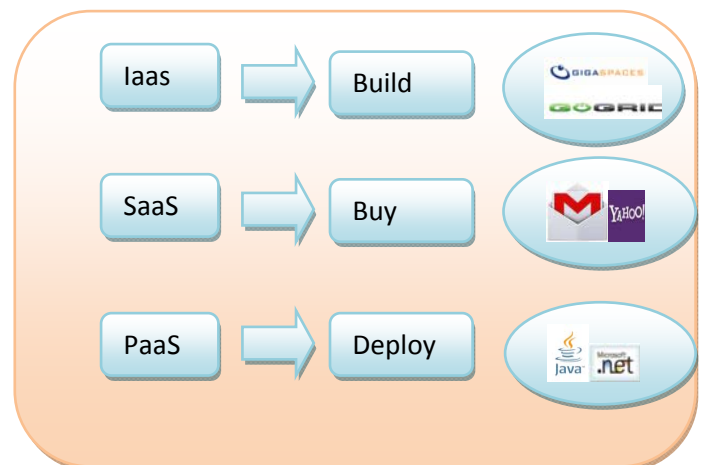 Iaas
Build
GIGASPACES
GOGRID
SaaS
Buy
YAHOO!
PaaS
Deploy
Java
Microsoft
.net